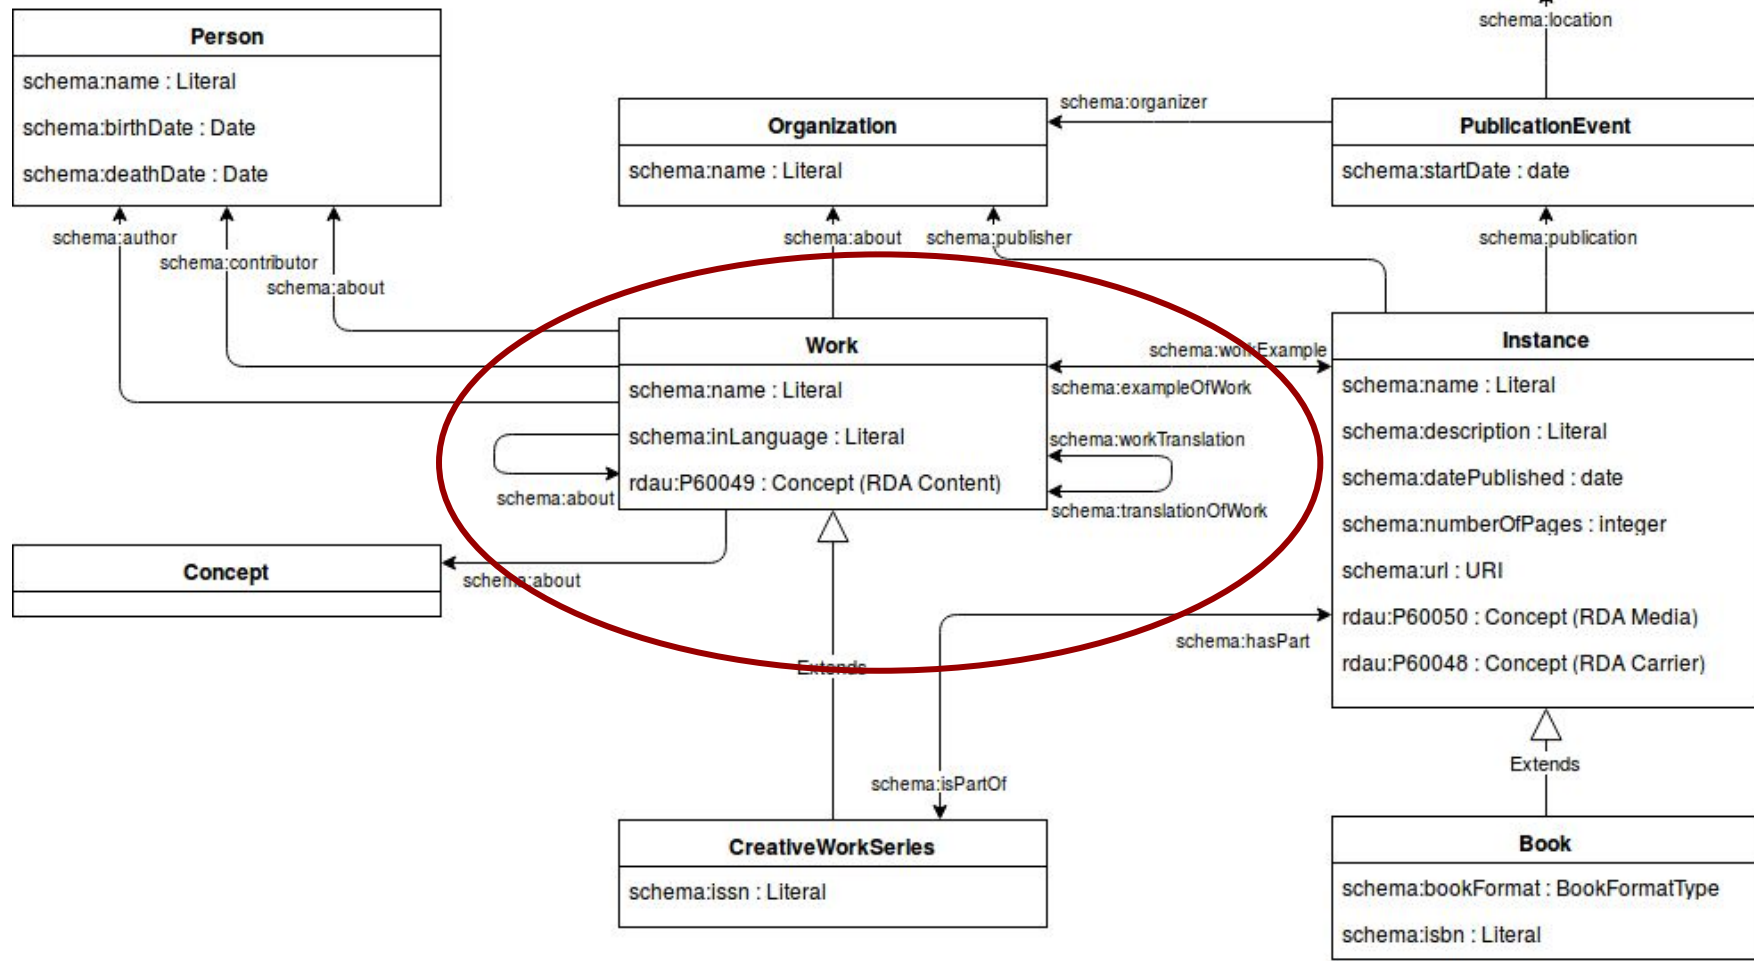 schema:location
Person
schema:name : Literal
schema:birthDate : Date
schema:deathDate : Date
schema:organizer
Organization
schema:name : Literal
PublicationEvent
schema:startDate : date
schema:author
schema:contributor
schema:about
schema:about
schema:publisher
schema:publication
Work
schema:name : Literal
schema:inLanguage : Literal
rdau:P60049 : Concept (RDA Content)
schema:workExample
schema:exampleOfWork
schema:workTranslation
schema:translationOfWork
schema:about
Instance
schema:name : Literal
schema:description : Literal
schema:datePublished : date
schema:numberOfPages : integer
schema:url : URI
rdau:P60050 : Concept (RDA Media)
rdau:P60048 : Concept (RDA Carrier)
Concept
schema:about
schema:hasPart
Extends
schema:isPartOf
Extends
CreativeWorkSeries
schema:issn : Literal
Book
schema:bookFormat : BookFormatType
schema:isbn : Literal